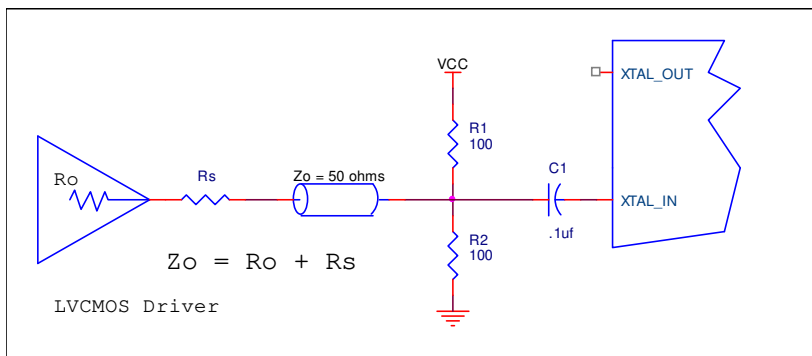 VCC
XTAL_OUT
R1
100
Ro
Rs
Zo = 50 ohms
C1
XTAL_IN
.1uf
R2
100
Zo = Ro + Rs
LVCMOS Driver